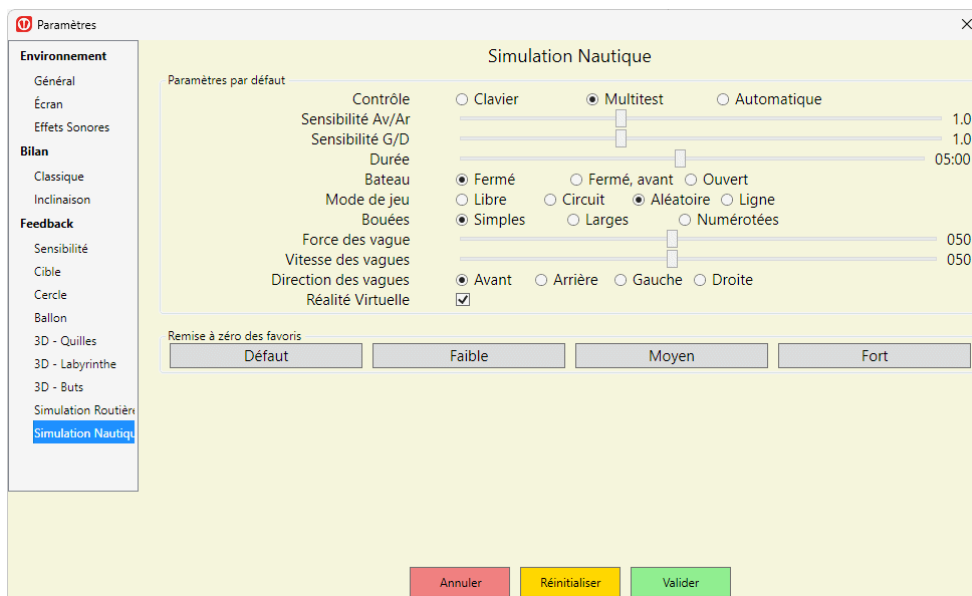 Paramètres
Environnement
Général
Écran
Effets Sonores
Bilan
Classique
Inclinaison
Feedback
Sensibilité
Cible
Cercle
Ballon
3D - Quilles
3D - Labyrinthe
3D - Buts
Simulation Routièr
Simulation Nautiqu
Simulation Nautique
Paramètres par défaut
Contrôle Clavier Multitest Automatique
Sensibilité Av/Ar 1.0
Sensibilité G/D 1.0
Durée 05:00
Bateau Fermé Fermé, avant Ouvert
Mode de jeu Libre Circuit Aléatoire Ligne
Bouées Simples Larges Numérotées
Force des vague 050
Vitesse des vagues 050
Direction des vagues Avant Arrière Gauche Droite
Réalité Virtuelle
Remise à zéro des favoris
Défaut Faible Moyen Fort
Annuler Réinitialiser Valider